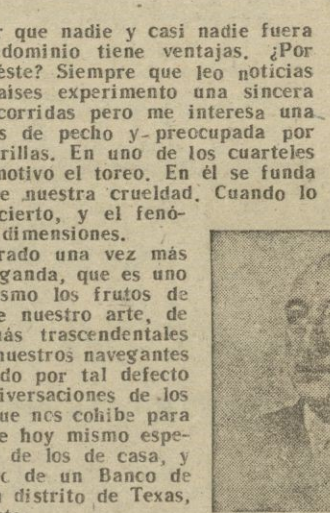 r que nadie y casi nadie fuera
dominio tiene ventajas. ¿Por
éste? Siempre que leo noticias
aises experimento una sincera
corridas pero me interesa una
s de pecho y preocupada por
rillas. En uno de los cuarteles
motivo el toreo. En él se funda
e nuestra crueldad. Cuando lo
cierto, y el fenó-
dimensiones.
rado una vez más
ganda, que es uno
smo los frutos de
e nuestro arte, de
ás trascendentales
nuestros navegantes
do por tal defecto
iversaciones de los
ue nos cohibe para
e hoy mismo espe-
de los de casa, y
c de un Banco de
distrito de Texas,